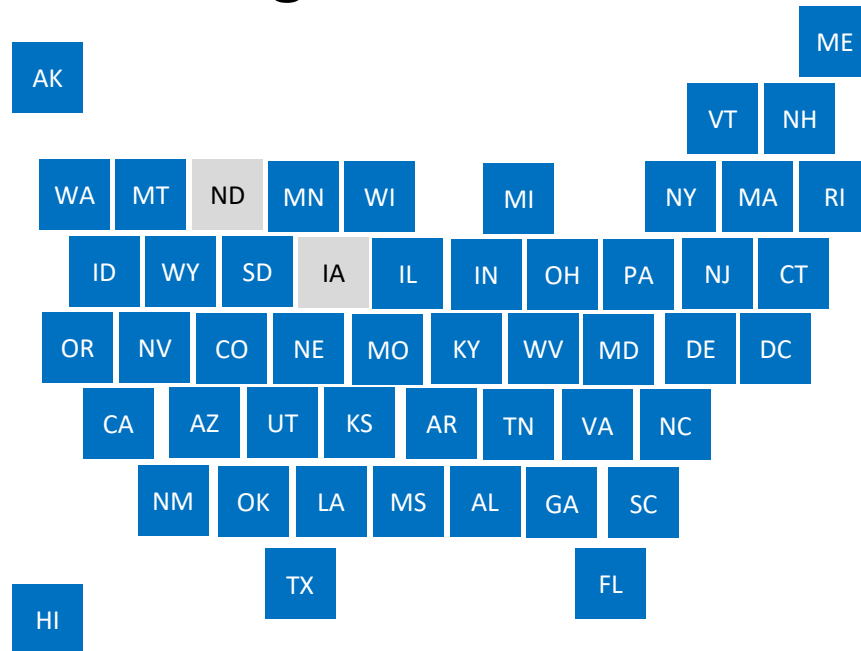 ME
AK
VT NH
WA MT ND MN WI MI NY MA RI
ID WY SD IA IL IN OH PA NJ CT
OR NV CO NE MO KY WV MD DE DC
CA AZ UT KS AR TN VA NC
NM OK LA MS AL GA SC
TX FL
HI